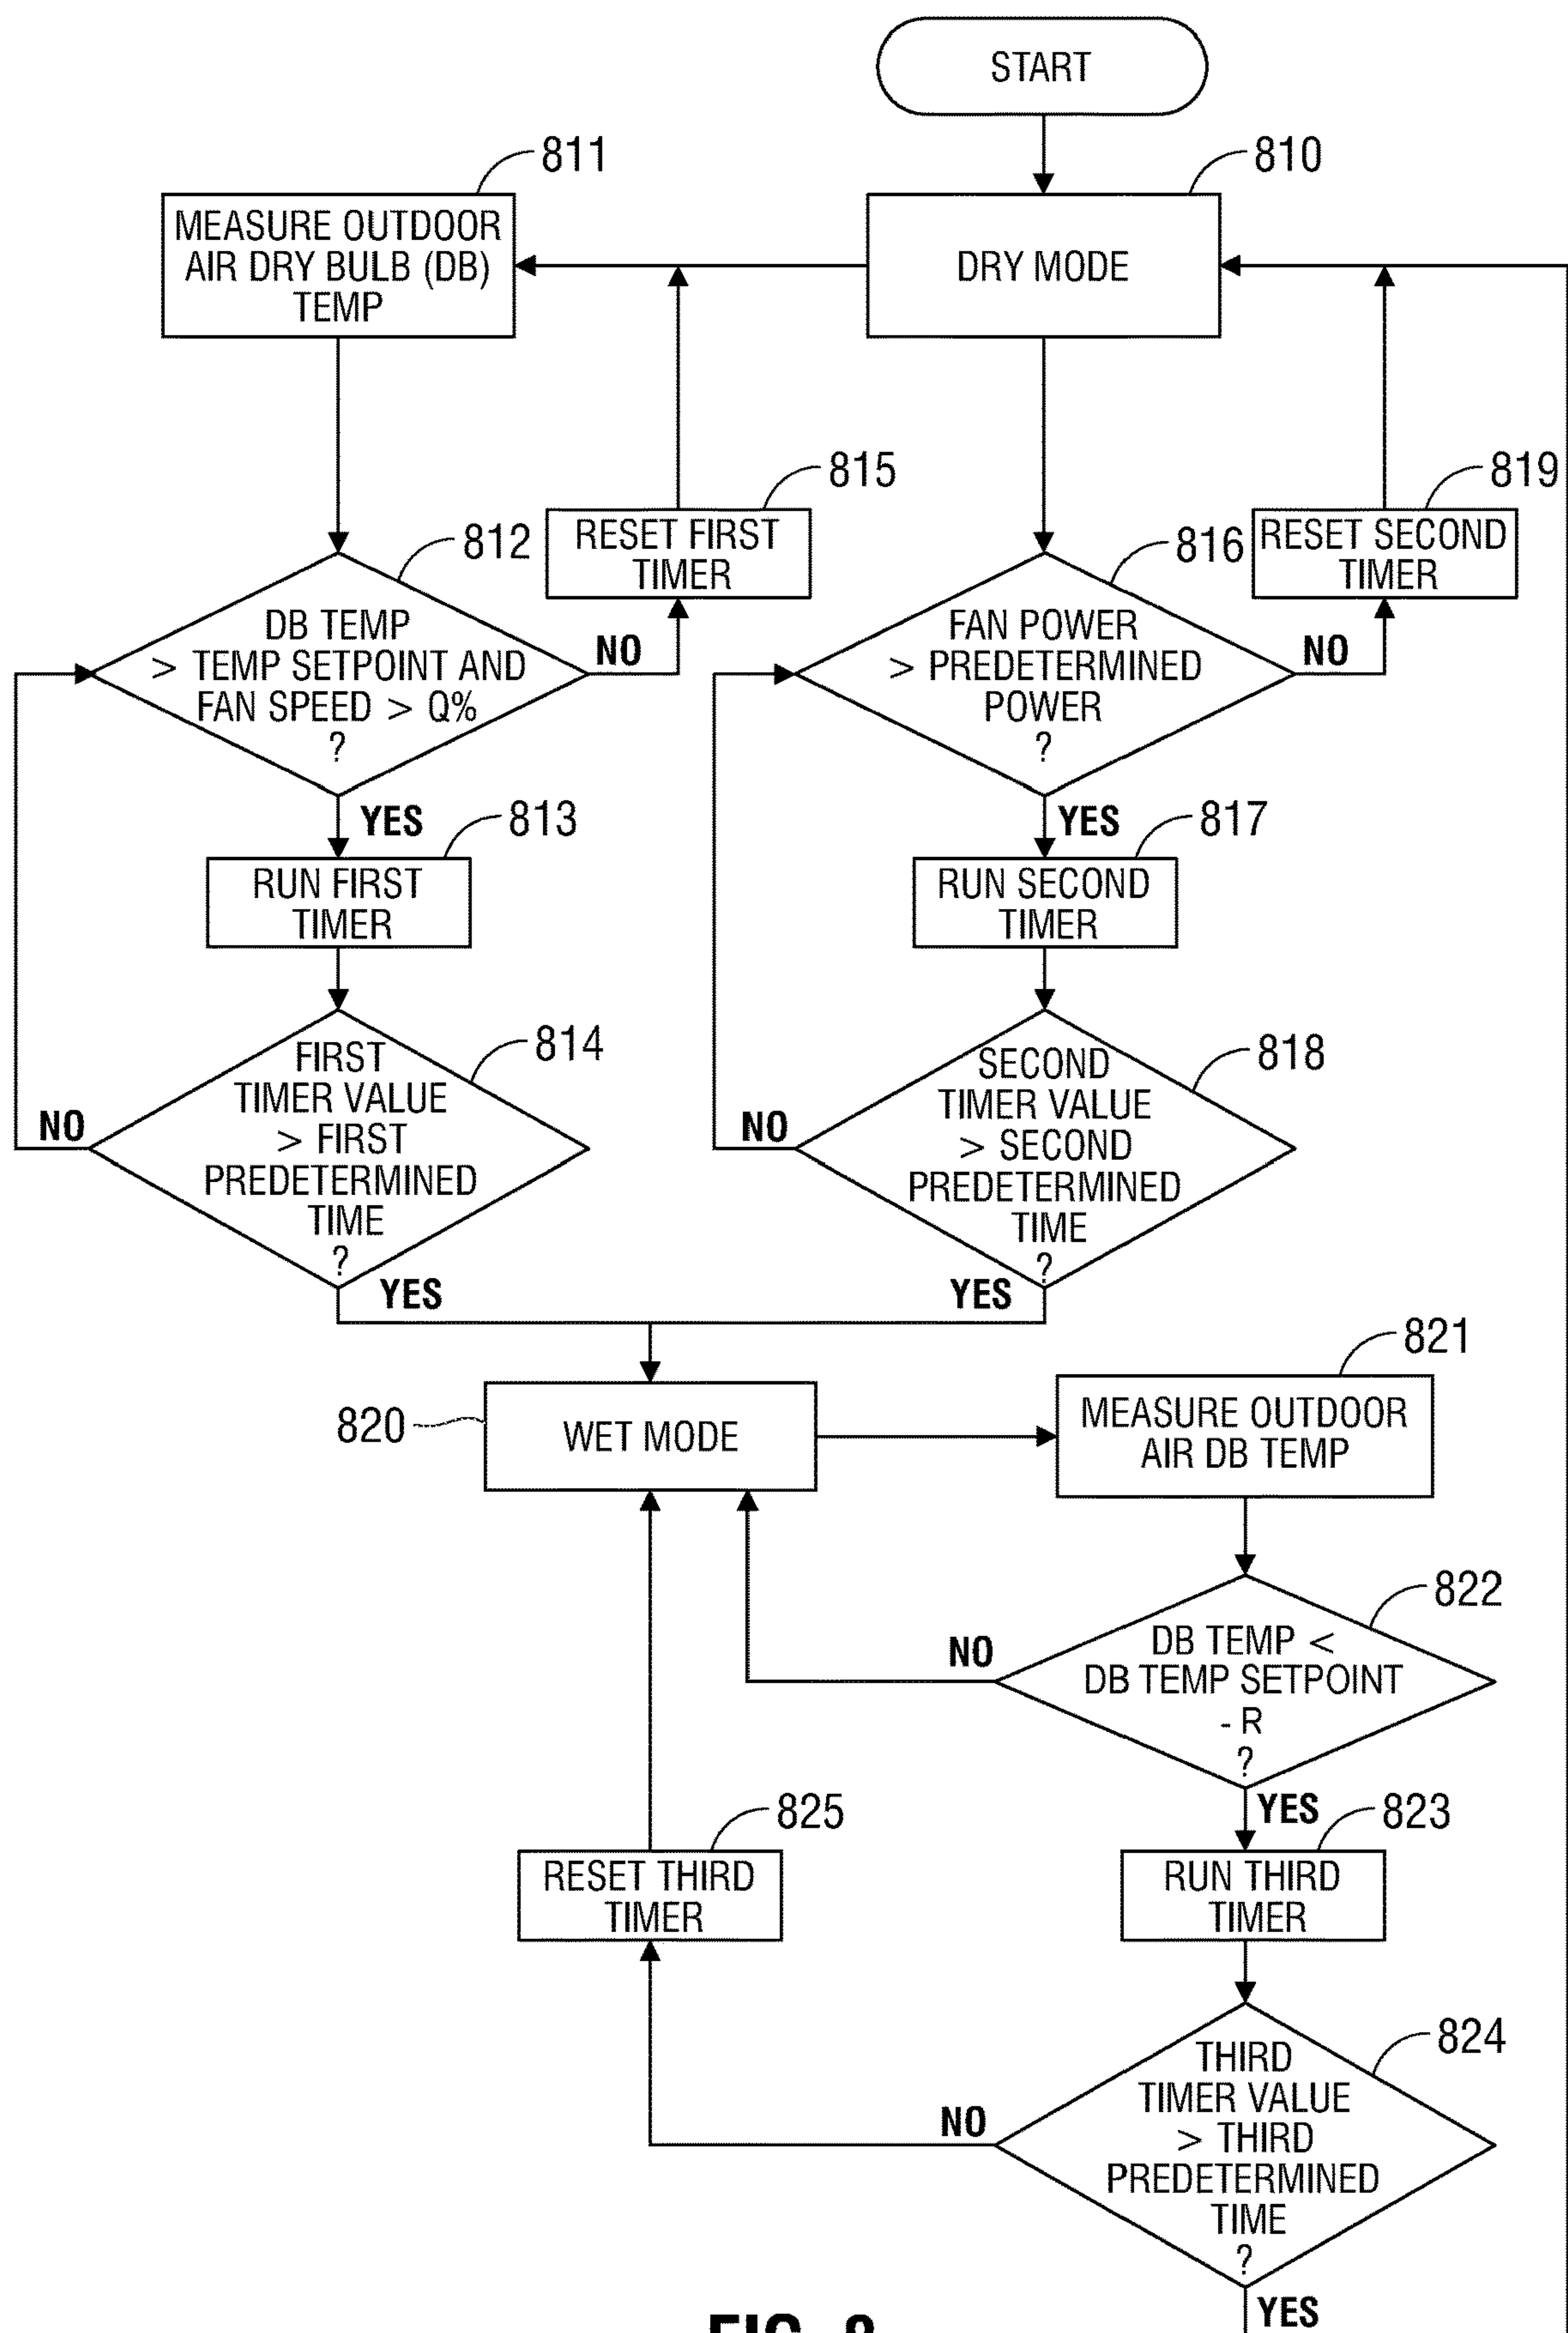 START
811
810
MEASURE OUTDOOR
AIR DRY BULB (DB)
TEMP
DRY MODE
815
819
812
RESET FIRST
TIMER
816
RESET SECOND
TIMER
DB TEMP
> TEMP SETPOINT AND
FAN SPEED > Q%
?
NO
FAN POWER
> PREDETERMINED
POWER
?
NO
YES
813
YES
817
RUN FIRST
TIMER
RUN SECOND
TIMER
814
818
FIRST
TIMER VALUE
> FIRST
PREDETERMINED
TIME
?
NO
SECOND
TIMER VALUE
> SECOND
PREDETERMINED
TIME
?
NO
YES
YES
821
820
WET MODE
MEASURE OUTDOOR
AIR DB TEMP
822
NO
DB TEMP <
DB TEMP SETPOINT
- R
?
YES
825
823
RESET THIRD
TIMER
RUN THIRD
TIMER
824
NO
THIRD
TIMER VALUE
> THIRD
PREDETERMINED
TIME
?
YES
FIG. 8